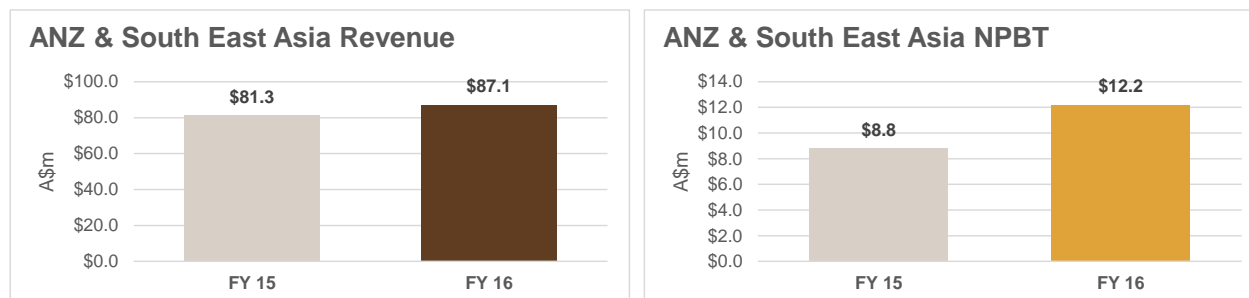 ANZ & South East Asia Revenue
$100.0
$80.0
$60.0
$40.0
$20.0
$0.0
A$m
$81.3
$87.1
FY 15
FY 16
ANZ & South East Asia NPBT
$14.0
$12.0
$10.0
$8.0
$6.0
$4.0
$2.0
$0.0
A$m
$8.8
$12.2
FY 15
FY 16